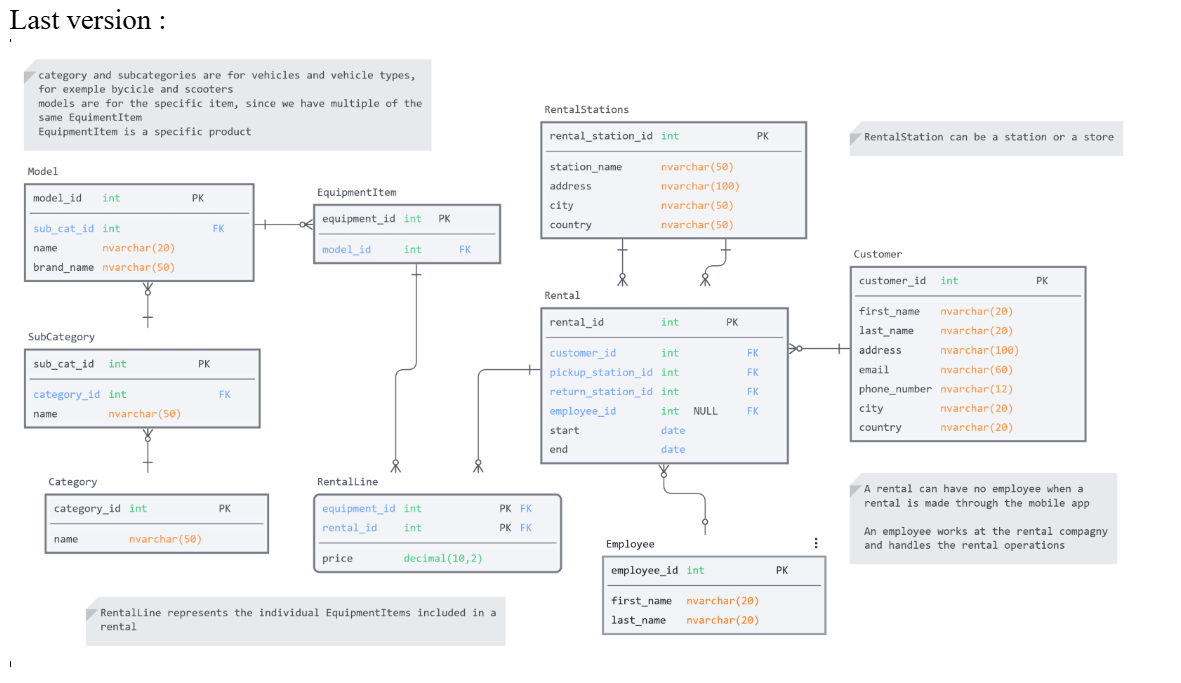 Last version :
category and subcategories are for vehicles and vehicle types,
for exemple bycicle and scooters
models are for the specific item, since we have multiple of the
same EquimentItem
EquipmentItem is a specific product
RentalStations
rental_station_id int PK
station_name nvarchar(50)
address nvarchar(100)
city nvarchar(50)
country nvarchar(50)
RentalStation can be a station or a store
Model
model_id int PK
sub_cat_id int FK
name nvarchar(20)
brand_name nvarchar(50)
EquipmentItem
equipment_id int PK
model_id int FK
Customer
customer_id int PK
first_name nvarchar(20)
last_name nvarchar(20)
address nvarchar(100)
email nvarchar(60)
phone_number nvarchar(12)
city nvarchar(20)
country nvarchar(20)
Rental
rental_id int PK
customer_id int FK
pickup_station_id int FK
return_station_id int FK
employee_id int NULL FK
start date
end date
SubCategory
sub_cat_id int PK
category_id int FK
name nvarchar(50)
Category
category_id int PK
name nvarchar(50)
RentalLine
equipment_id int PK FK
rental_id int PK FK
price decimal(10,2)
A rental can have no employee when a
rental is made through the mobile app
An employee works at the rental compagny
and handles the rental operations
Employee
employee_id int PK
first_name nvarchar(20)
last_name nvarchar(20)
RentalLine represents the individual EquipmentItems included in a
rental